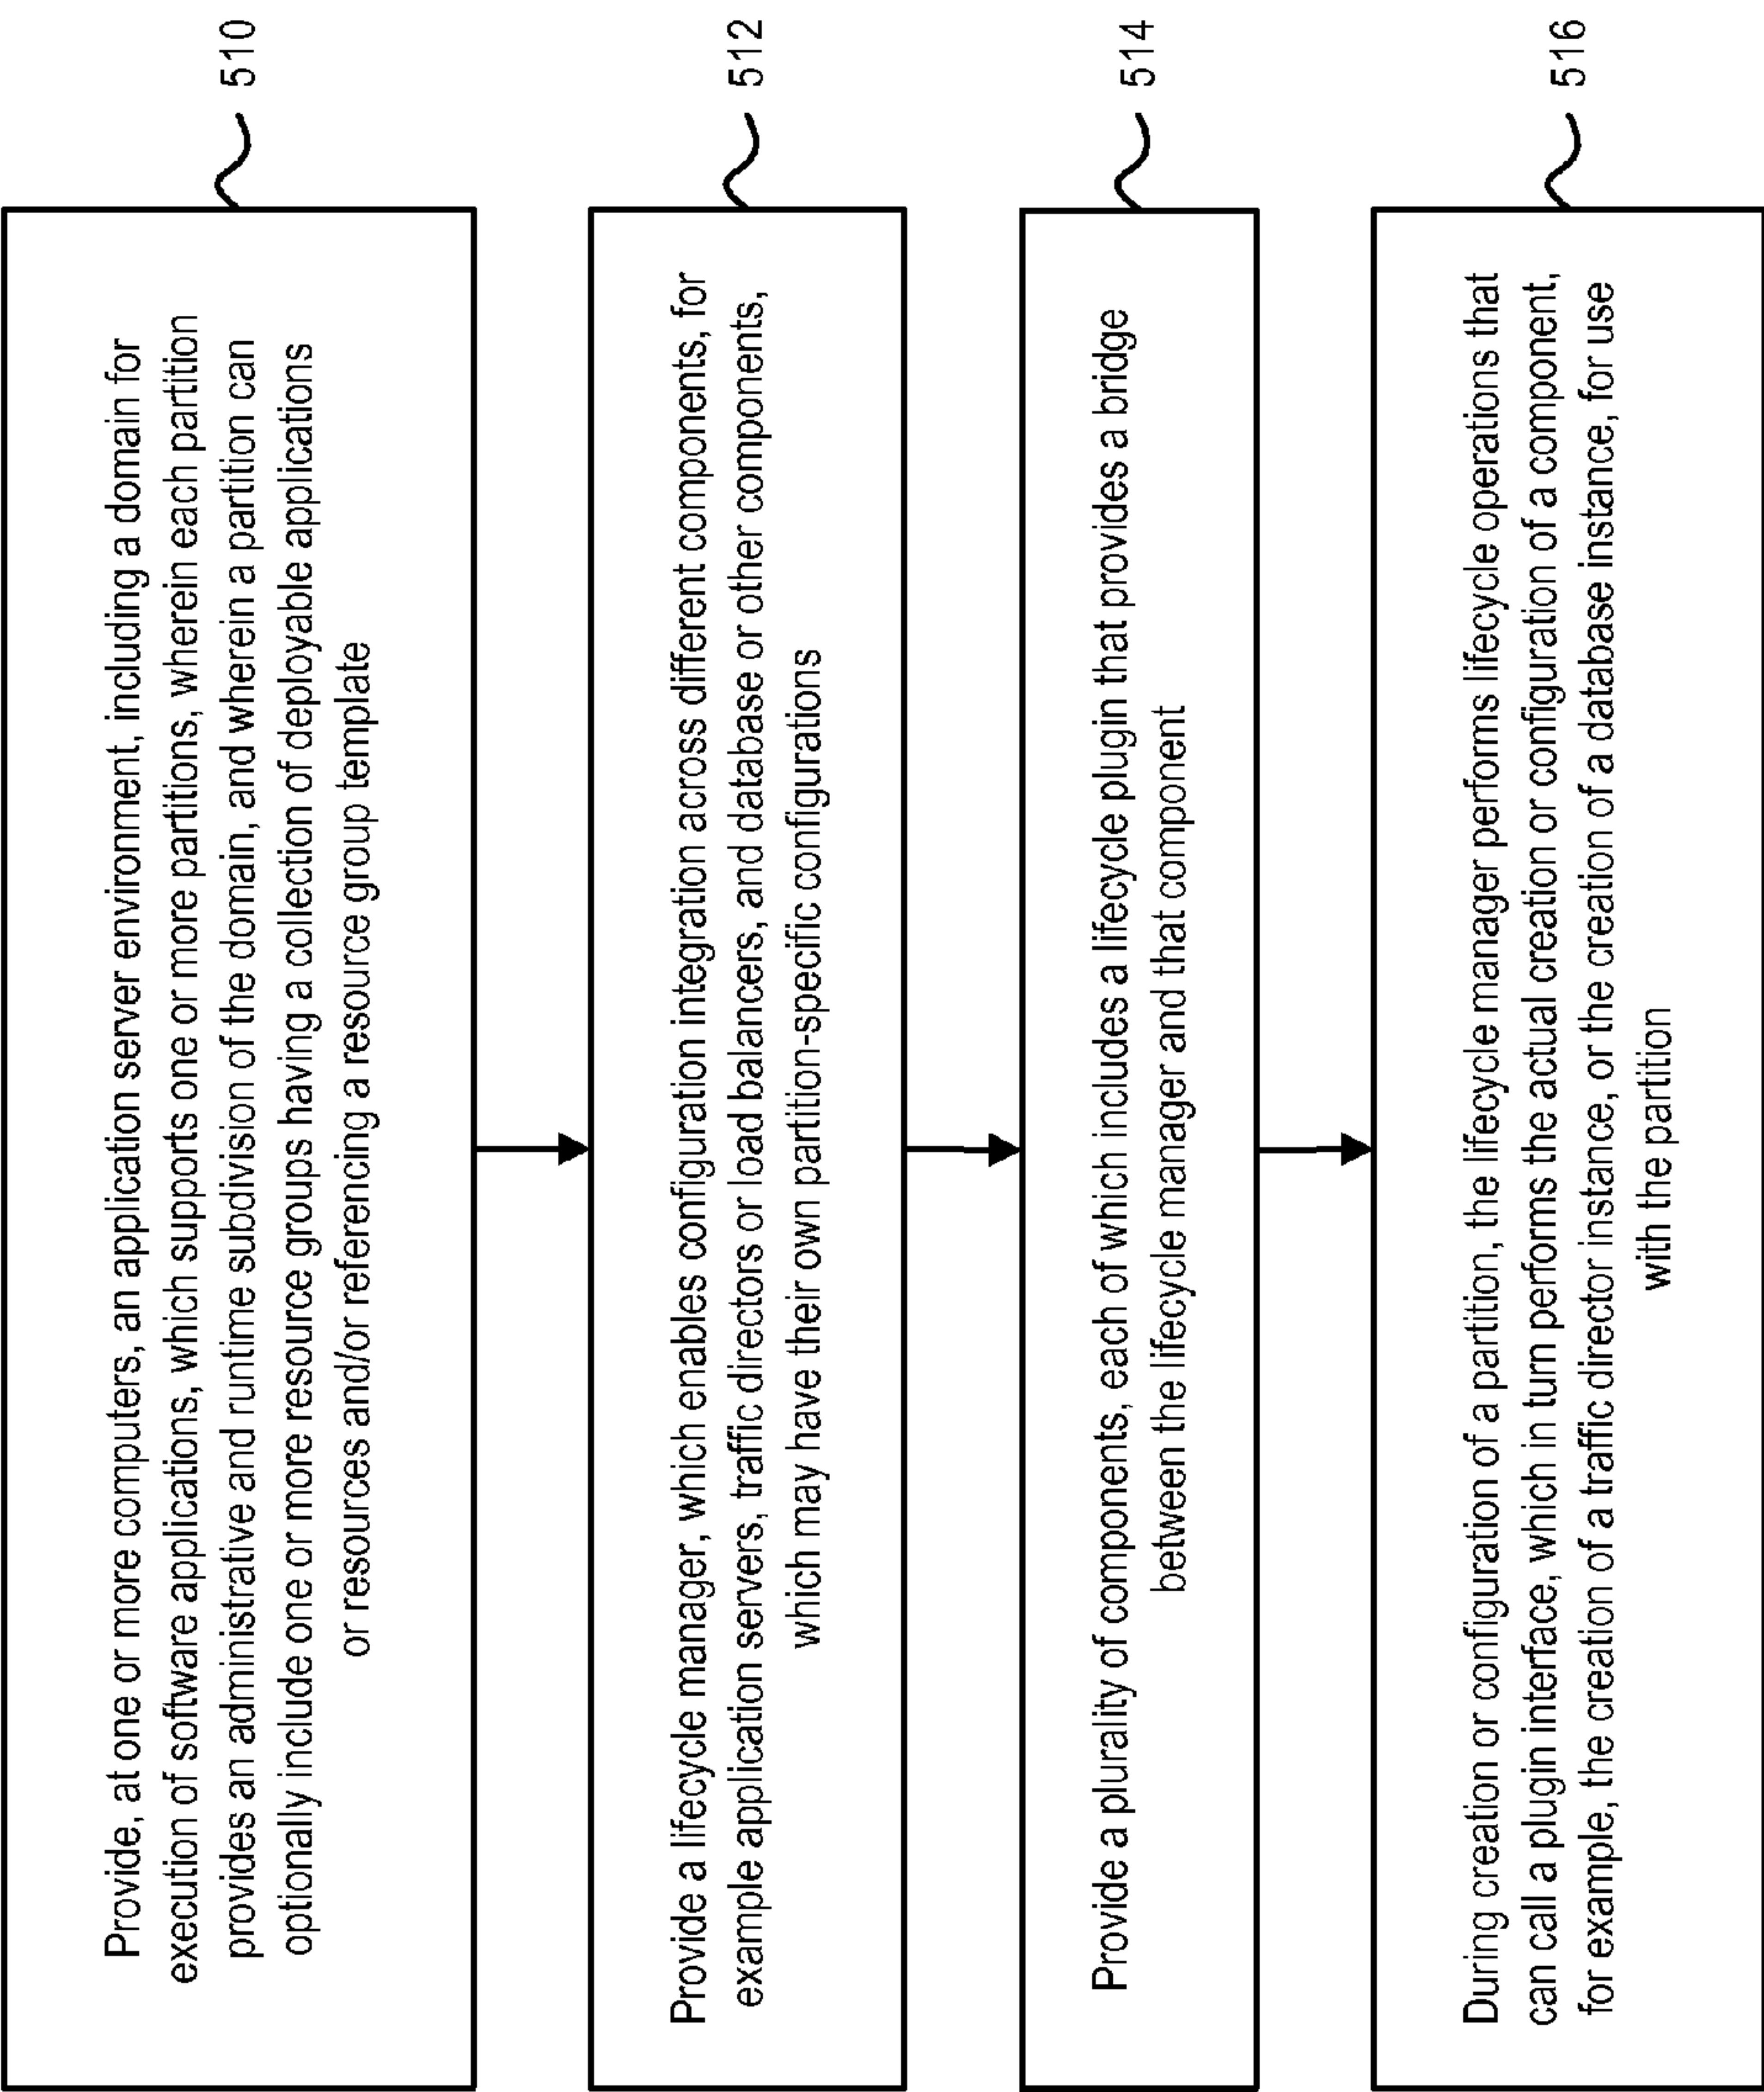 Provide, at one or more computers, an application server environment, including a domain for
execution of software applications, which supports one or more partitions, wherein each partition
provides an administrative and runtime subdivision of the domain, and wherein a partition can
optionally include one or more resource groups having a collection of deployable applications
or resources and/or referencing a resource group template
510
Provide a lifecycle manager, which enables configuration integration across different components, for
example application servers, traffic directors or load balancers, and database or other components,
which may have their own partition-specific configurations
512
Provide a plurality of components, each of which includes a lifecycle plugin that provides a bridge
between the lifecycle manager and that component
514
During creation or configuration of a partition, the lifecycle manager performs lifecycle operations that
can call a plugin interface, which in turn performs the actual creation or configuration of a component,
for example, the creation of a traffic director instance, or the creation of a database instance, for use
with the partition
516